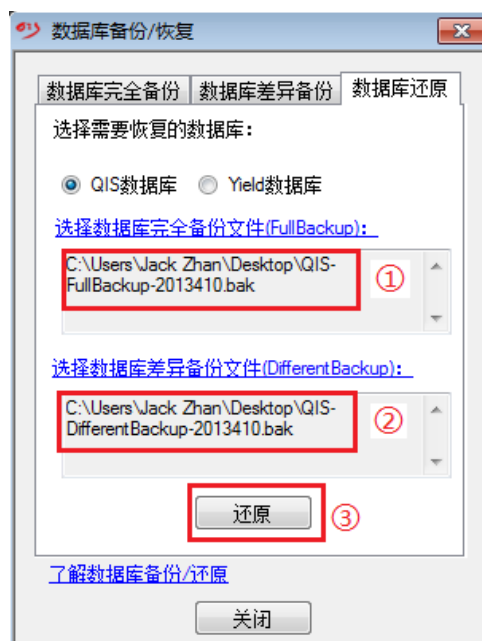 数据库备份/恢复
数据库完全备份 数据库差异备份 数据库还原
选择需要恢复的数据库：
QIS数据库 Yield数据库
选择数据库完全备份文件(FullBackup)：
C:\Users\Jack Zhan\Desktop\QIS-
FullBackup-2013410.bak
①
选择数据库差异备份文件(DifferentBackup)：
C:\Users\Jack Zhan\Desktop\QIS-
DifferentBackup-2013410.bak
②
还原 ③
了解数据库备份/还原
关闭